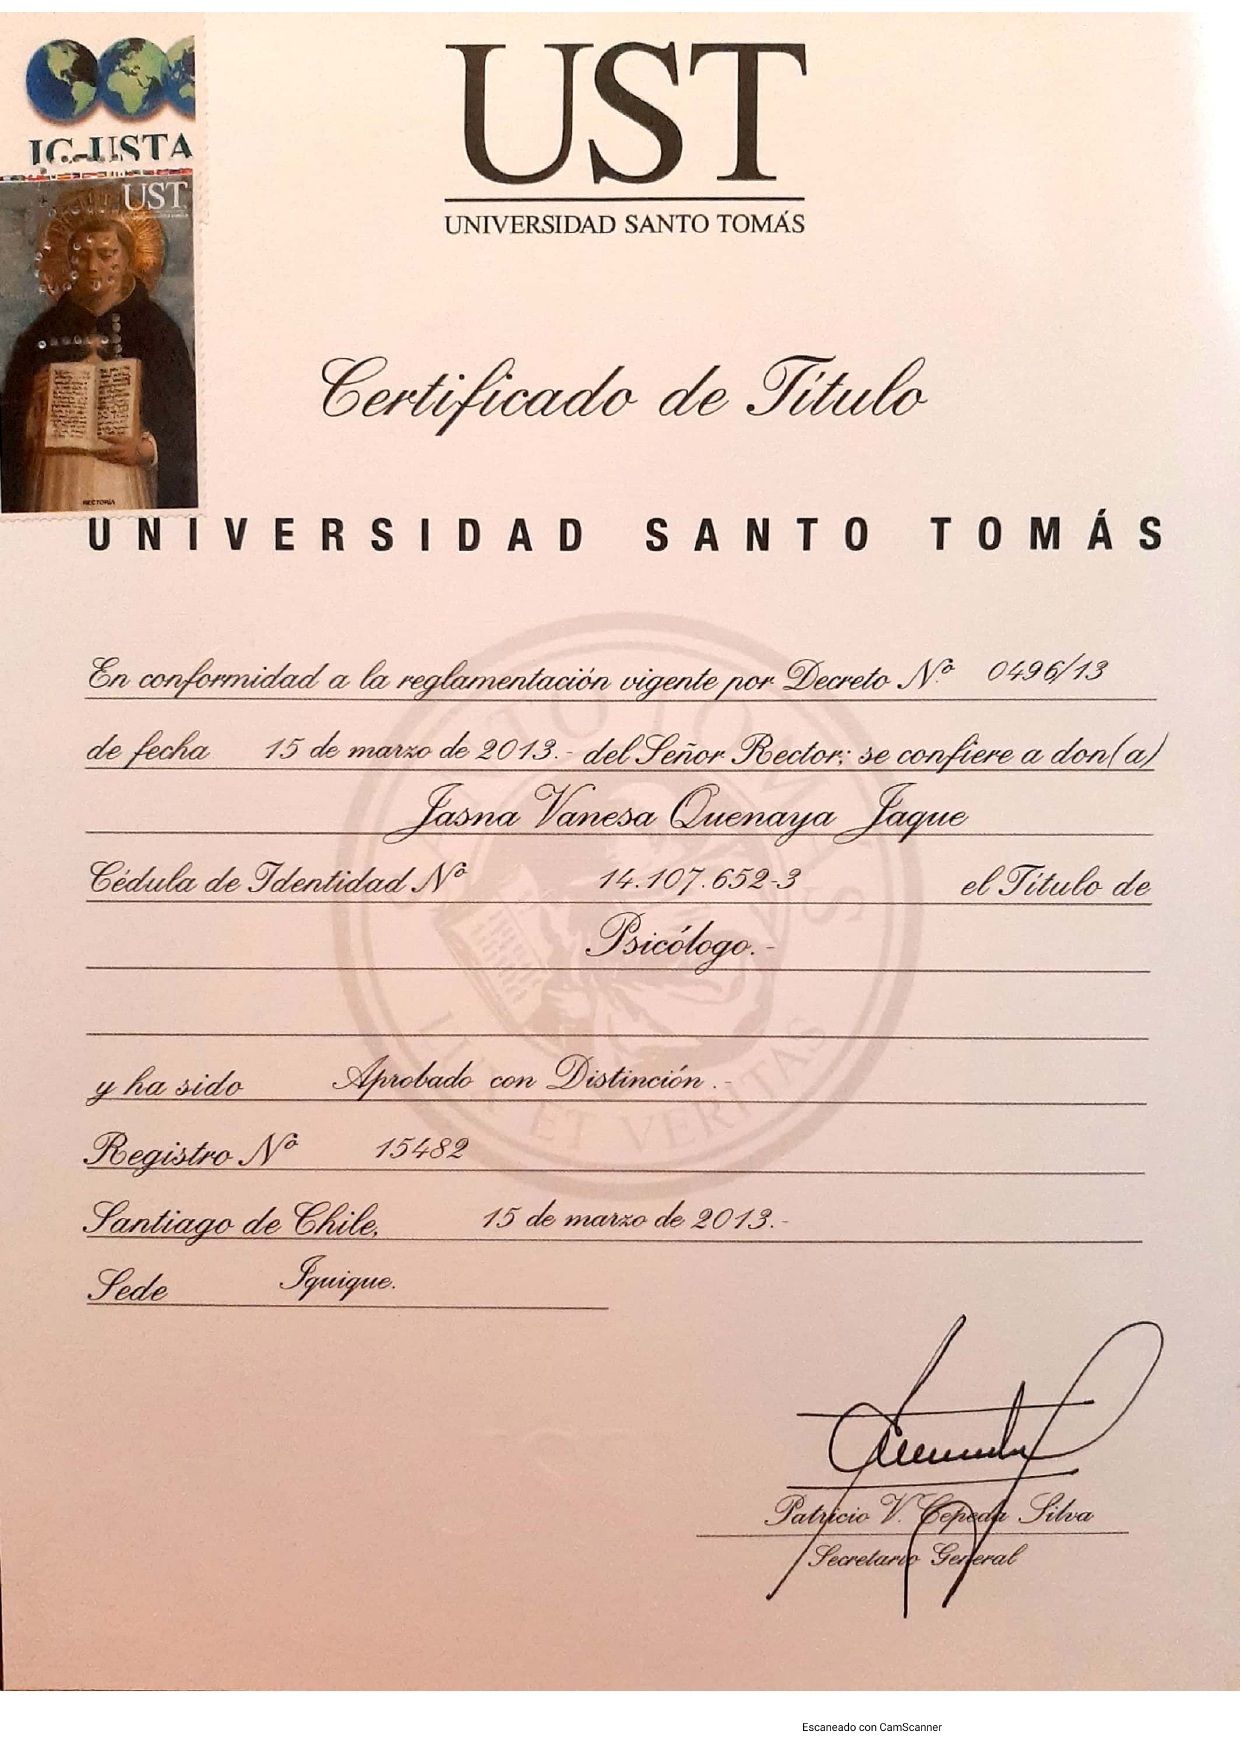 IG-USTA
UST
RECTORÍA
UST
UNIVERSIDAD SANTO TOMÁS
Certificado de Título
UNIVERSIDAD SANTO TOMÁS
En conformidad a la reglamentación vigente por Decreto Nº 0496/13
de fecha 15 de marzo de 2013.- del Señor Rector; se confiere a don(a)
Jasna Vanesa Quenaya Jaque
Cédula de Identidad Nº 14.107.652-3 el Título de
Psicólogo.-
y ha sido Aprobado con Distinción.-
Registro Nº 15482
Santiago de Chile, 15 de marzo de 2013.-
Sede Iquique.
Patricio V. Cepeda Silva
Secretario General
Escaneado con CamScanner